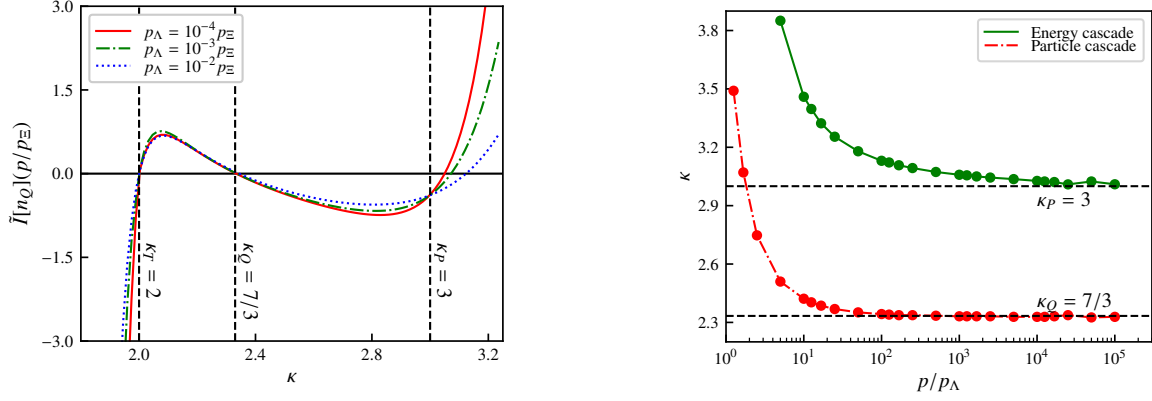 3.0
1.5
0.0
−1.5
−3.0
Ĩ[n_Q](p/p_Ξ)
p_Λ = 10^−4 p_Ξ
p_Λ = 10^−3 p_Ξ
p_Λ = 10^−2 p_Ξ
κ_T = 2
κ_Q = 7/3
κ_P = 3
2.0 2.4 2.8 3.2
κ
3.8
3.5
3.2
2.9
2.6
2.3
κ
Energy cascade
Particle cascade
κ_P = 3
κ_Q = 7/3
10^0 10^1 10^2 10^3 10^4 10^5
p/p_Λ